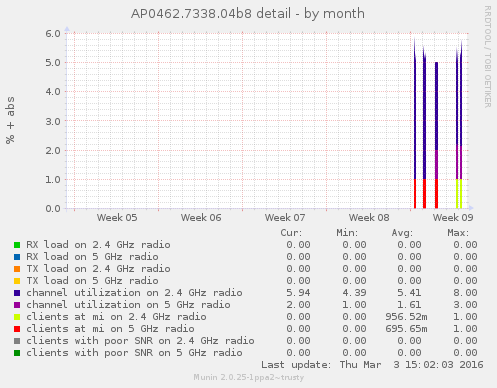 AP0462.7338.04b8 detail - by month
RRDTOOL / TOBI OETIKER
% + abs
6.0
5.0
4.0
3.0
2.0
1.0
0.0
Week 05 Week 06 Week 07 Week 08 Week 09
Cur: Min: Avg: Max:
RX load on 2.4 GHz radio 0.00 0.00 0.00 0.00
RX load on 5 GHz radio 0.00 0.00 0.00 0.00
TX load on 2.4 GHz radio 0.00 0.00 0.00 0.00
TX load on 5 GHz radio 0.00 0.00 0.00 0.00
channel utilization on 2.4 GHz radio 5.94 4.39 5.41 8.00
channel utilization on 5 GHz radio 2.00 1.00 1.61 3.00
clients at mi on 2.4 GHz radio 0.00 0.00 956.52m 1.00
clients at mi on 5 GHz radio 0.00 0.00 695.65m 1.00
clients with poor SNR on 2.4 GHz radio 0.00 0.00 0.00 0.00
clients with poor SNR on 5 GHz radio 0.00 0.00 0.00 0.00
Last update: Thu Mar 3 15:02:03 2016
Munin 2.0.25-1ppa2~trusty